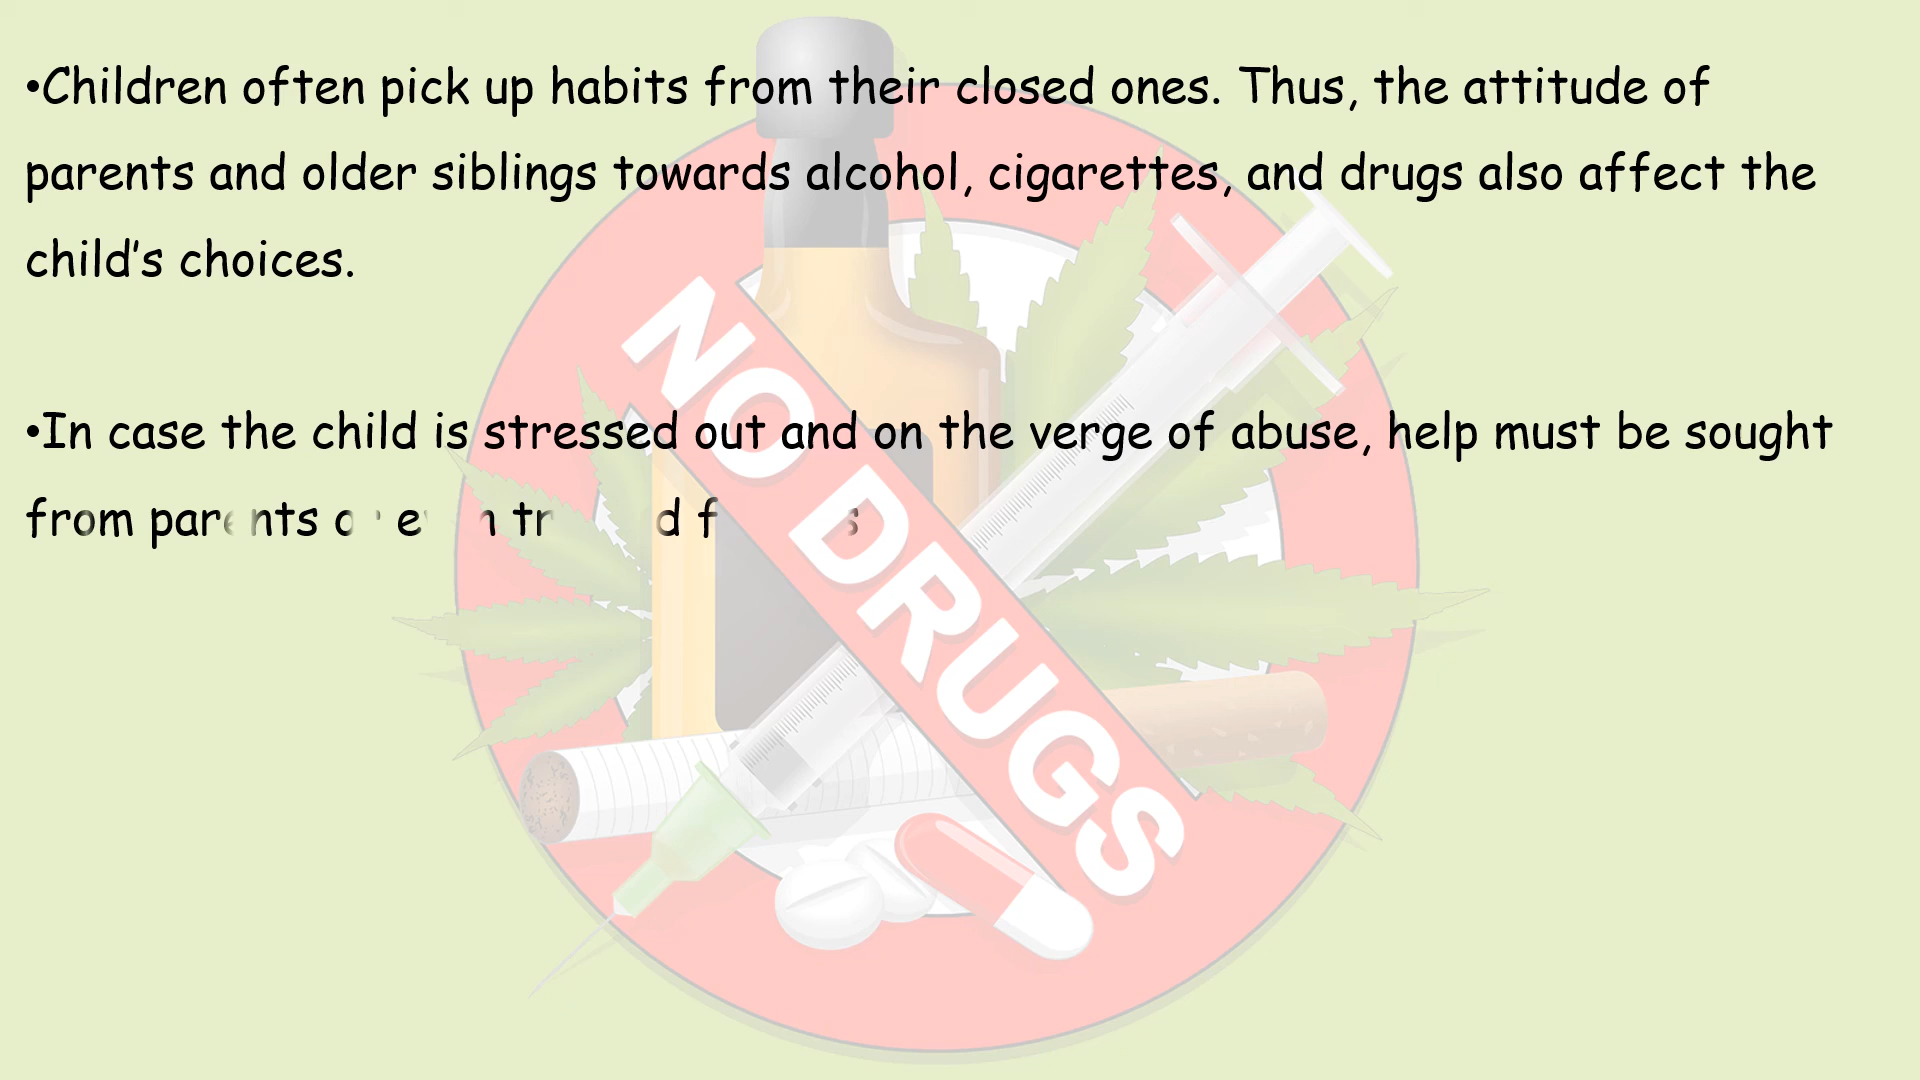 •Children often pick up habits from their closed ones. Thus, the attitude of
parents and older siblings towards alcohol, cigarettes, and drugs also affect the
child’s choices.
•In case the child is stressed out and on the verge of abuse, help must be sought
from parents
NO DRUGS